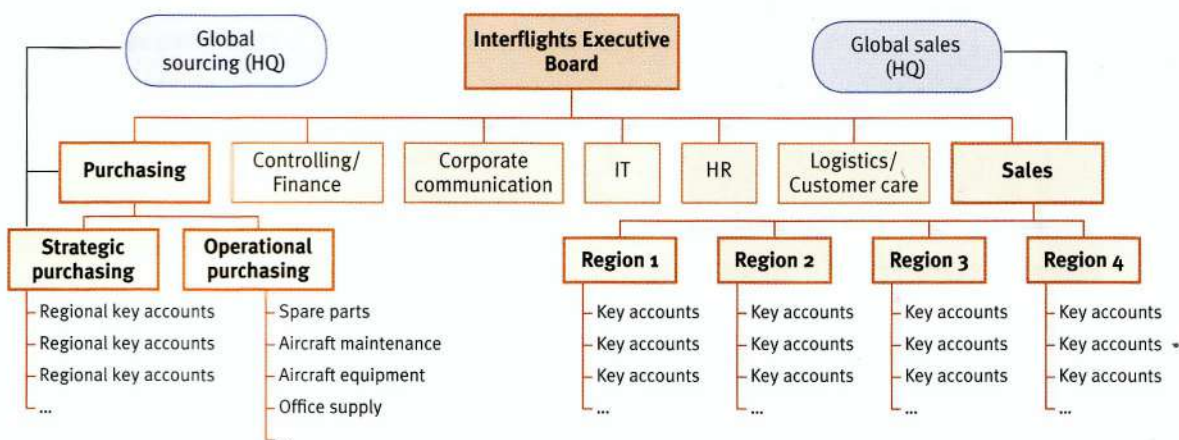 Global
sourcing (HQ)
Interflights Executive
Board
Global sales
(HQ)
Purchasing
Controlling/
Finance
Corporate
communication
IT
HR
Logistics/
Customer care
Sales
Strategic
purchasing
Operational
purchasing
Region 1
Region 2
Region 3
Region 4
Regional key accounts
Regional key accounts
Regional key accounts
...
Spare parts
Aircraft maintenance
Aircraft equipment
Office supply
Key accounts
Key accounts
Key accounts
...
Key accounts
Key accounts
Key accounts
...
Key accounts
Key accounts
Key accounts
...
Key accounts
Key accounts
Key accounts
...